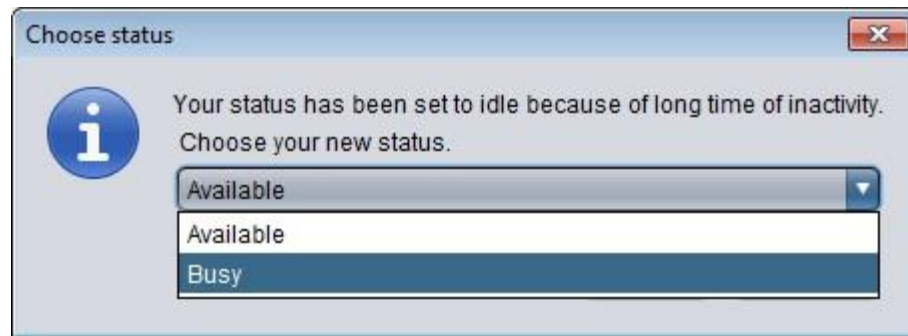 Choose status
Your status has been set to idle because of long time of inactivity.
Choose your new status.
Available
Available
Busy